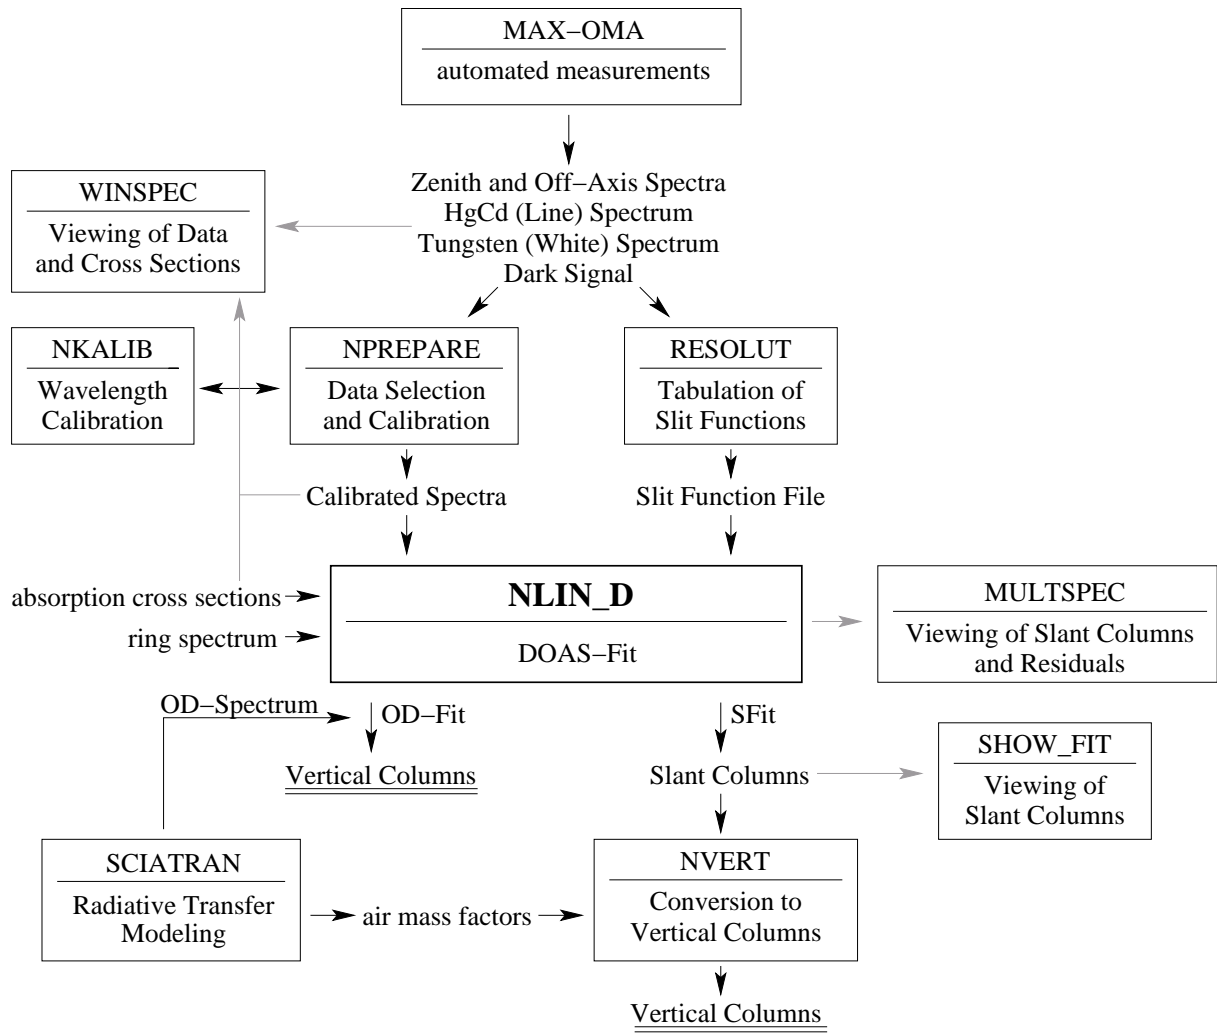 MAX−OMA
automated measurements
Zenith and Off−Axis Spectra
HgCd (Line) Spectrum
Tungsten (White) Spectrum
Dark Signal
WINSPEC
Viewing of Data
and Cross Sections
NKALIB
Wavelength
Calibration
NPREPARE
Data Selection
and Calibration
RESOLUT
Tabulation of
Slit Functions
Calibrated Spectra
Slit Function File
absorption cross sections
ring spectrum
NLIN_D
DOAS−Fit
MULTSPEC
Viewing of Slant Columns
and Residuals
OD−Spectrum
OD−Fit
SFit
Vertical Columns
Slant Columns
SHOW_FIT
Viewing of
Slant Columns
SCIATRAN
Radiative Transfer
Modeling
air mass factors
NVERT
Conversion to
Vertical Columns
Vertical Columns